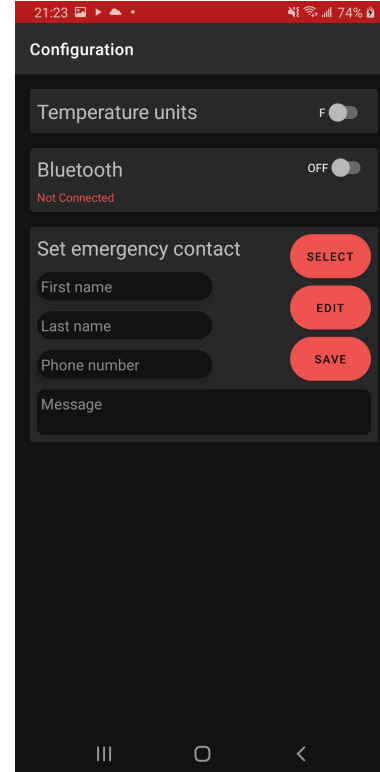 21:23 74%
Configuration
Temperature units F
Bluetooth OFF
Not Connected
Set emergency contact SELECT
First name
EDIT
Last name
Phone number SAVE
Message